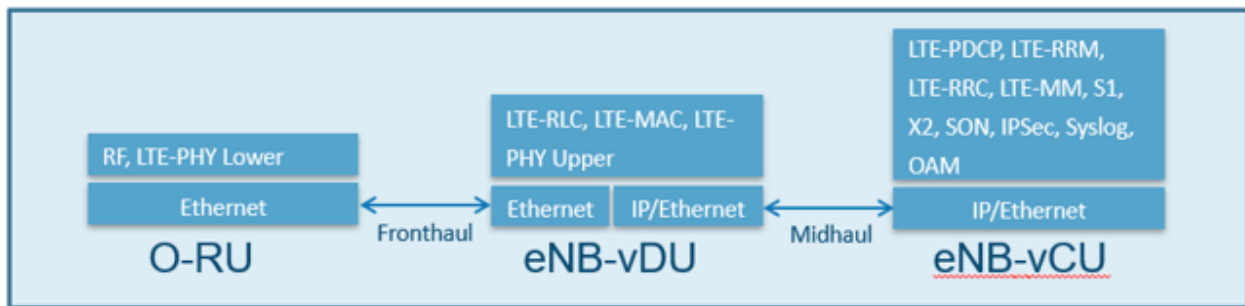 RF, LTE-PHY Lower
Ethernet
O-RU
Fronthaul
LTE-RLC, LTE-MAC, LTE-
PHY Upper
Ethernet
IP/Ethernet
eNB-vDU
Midhaul
LTE-PDCP, LTE-RRM,
LTE-RRC, LTE-MM, S1,
X2, SON, IPSec, Syslog,
OAM
IP/Ethernet
eNB-vCU